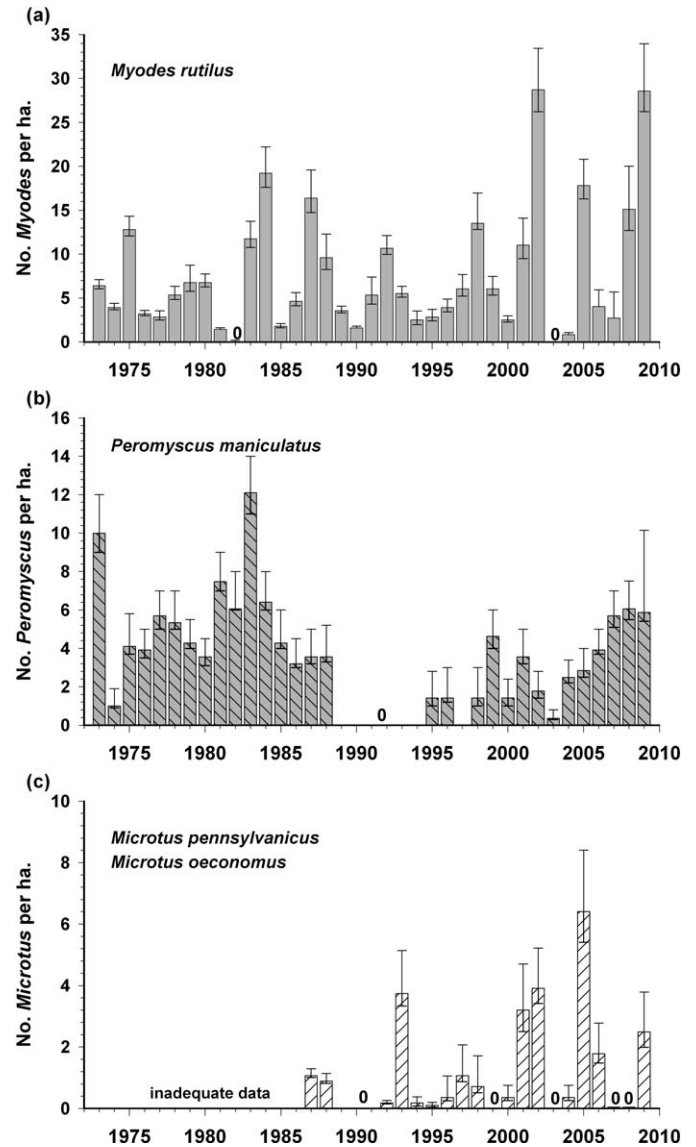 (a)
Myodes rutilus
No. Myodes per ha.
35
30
25
20
15
10
5
0
0 0
1975 1980 1985 1990 1995 2000 2005 2010
(b)
Peromyscus maniculatus
No. Peromyscus per ha.
16
14
12
10
8
6
4
2
0
0
1975 1980 1985 1990 1995 2000 2005 2010
(c)
Microtus pennsylvanicus
Microtus oeconomus
No. Microtus per ha.
10
8
6
4
2
0
inadequate data
0 0 0 0 0
1975 1980 1985 1990 1995 2000 2005 2010